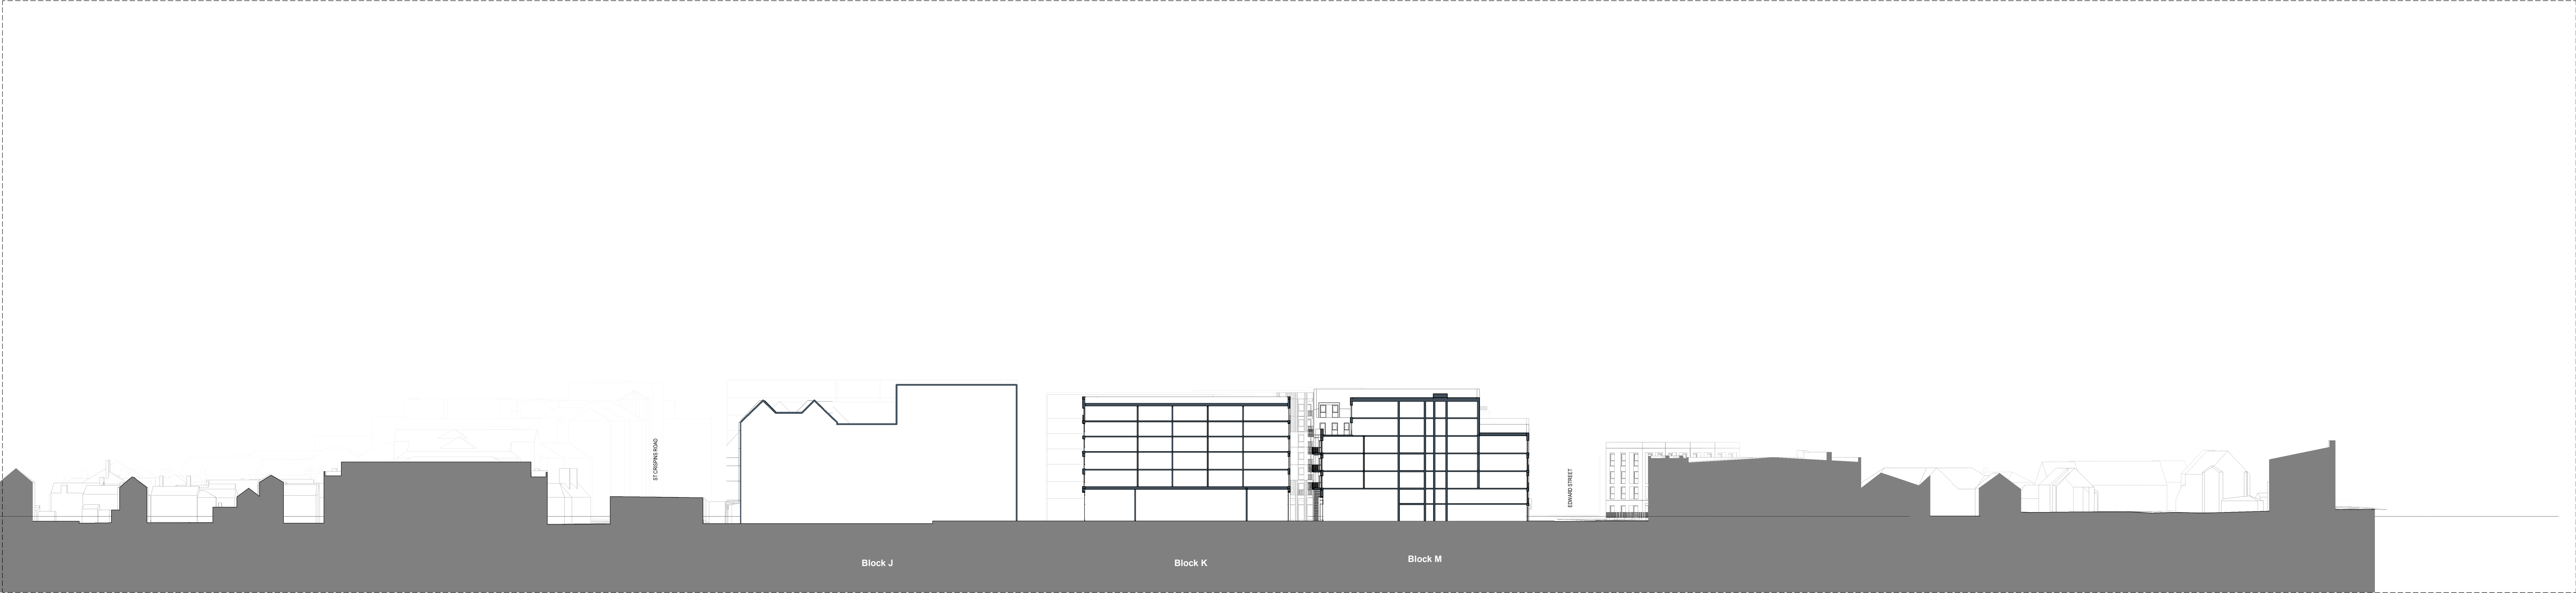 ST CRISPINS ROAD
EDWARD STREET
Block J
Block K
Block M